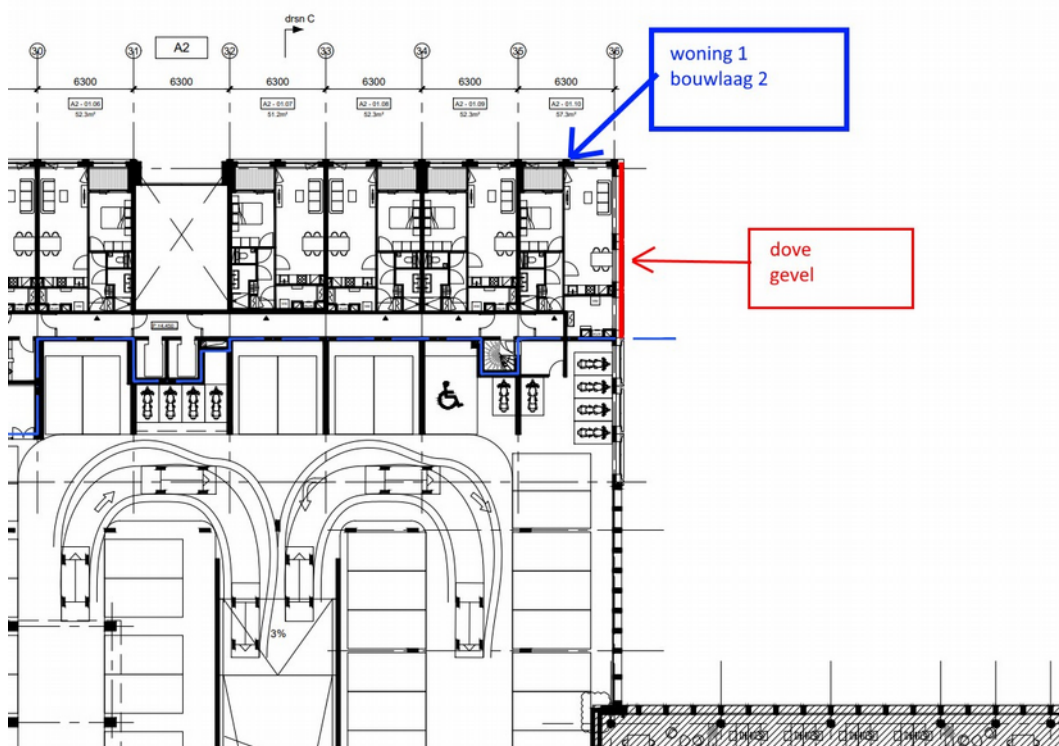 drsn C
30 31 A2 32 33 34 35 36
6300 6300 6300 6300 6300 6300
A2 - 01.06 A2 - 01.07 A2 - 01.08 A2 - 01.09 A2 - 01.10
52.3m² 51.2m² 52.3m² 52.3m² 57.3m²
woning 1
bouwlaag 2
dove
gevel
3%